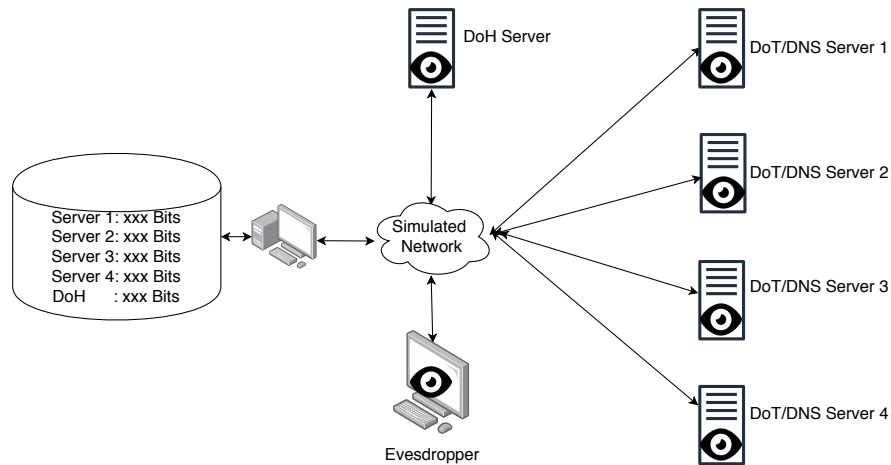 DoH Server
DoT/DNS Server 1
DoT/DNS Server 2
Server 1: xxx Bits
Server 2: xxx Bits
Server 3: xxx Bits
Server 4: xxx Bits
DoH : xxx Bits
Simulated
Network
DoT/DNS Server 3
DoT/DNS Server 4
Evesdropper